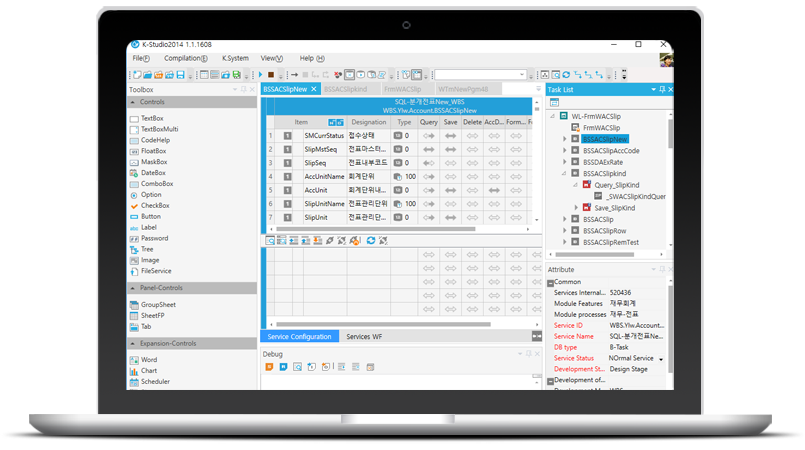 K-Studio2014 1.1.1608
File(F) Compilation(L) K.System View(V) Help (H)
Toolbox
Controls
TextBox
TextBoxMulti
CodeHelp
FloatBox
MaskBox
DateBox
ComboBox
Option
CheckBox
Button
Label
Password
Tree
Image
FileService
Panel-Controls
GroupSheet
SheetFP
Tab
Expansion-Controls
Word
Chart
Scheduler
BSSACSlipNew BSSACSlipkind FrmWACSlip WTmNewPgm48
SQL-분개전표New_WBS
WBS.Ylw.Account.BSSACSlipNew
Item Designation Type Query Save Delete AccD... Form...
1 SMCurrStatus 접수상태 0
2 SlipMstSeq 전표마스터... 0
3 SlipSeq 전표내부코드 0
4 AccUnitName 회계단위 100
5 AccUnit 회계단위내... 0
6 SlipUnitName 전표관리단위 100
7 SlipUnit 전표관리단... 0
Service Configuration Services WF
Debug
Task List
WL-FrmWACSlip
FrmWACSlip
BSSACSlipNew
BSSACSlipAccCode
BSSDAExRate
BSSACSlipkind
Query_SlipKind
_SWACSlipKindQuer
Save_SlipKind
BSSACSlip
BSSACSlipRow
BSSACSlipRemTest
Attribute
Common
Services Internal... 520436
Module Features 재무회계
Module processes 재무-전표
Service ID WBS.Ylw.Account...
Service Name SQL-분개전표Ne...
DB type B-Task
Service Status NOrmal Service
Development St... Design Stage
Development of...